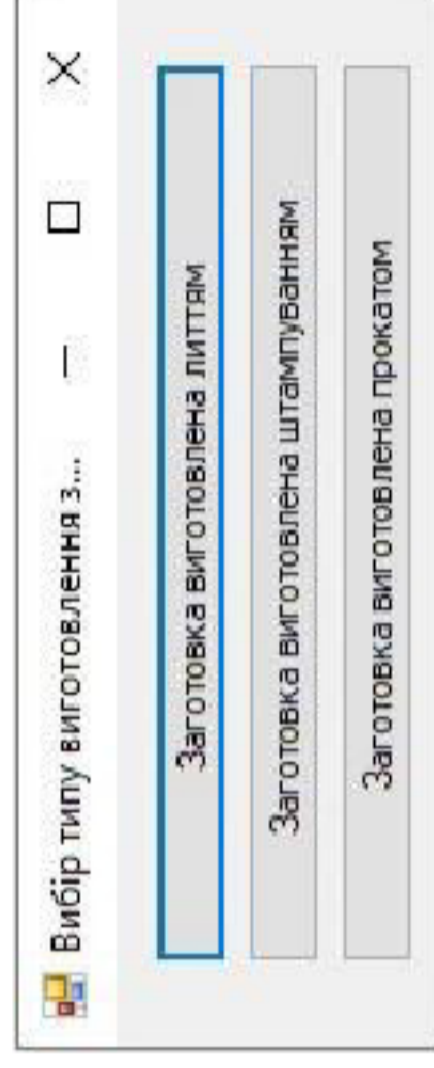 Вибір типу виготовлення з...
Заготовка виготовлена литтям
Заготовка виготовлена штампуванням
Заготовка виготовлена прокатом